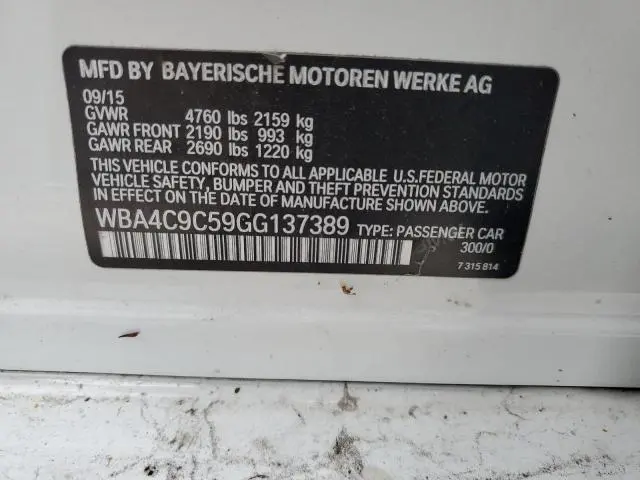 MFD BY BAYERISCHE MOTOREN WERKE AG
09/15
GVWR 4760 lbs 2159 kg
GAWR FRONT 2190 lbs 993 kg
GAWR REAR 2690 lbs 1220 kg
THIS VEHICLE CONFORMS TO ALL APPLICABLE U.S.FEDERAL MOTOR
VEHICLE SAFETY, BUMPER AND THEFT PREVENTION STANDARDS IN
EFFECT ON THE DATE OF MANUFACTURE SHOWN ABOVE.
WBA4C9C59GG137389 TYPE: PASSENGER CAR
300/0
7 315 814